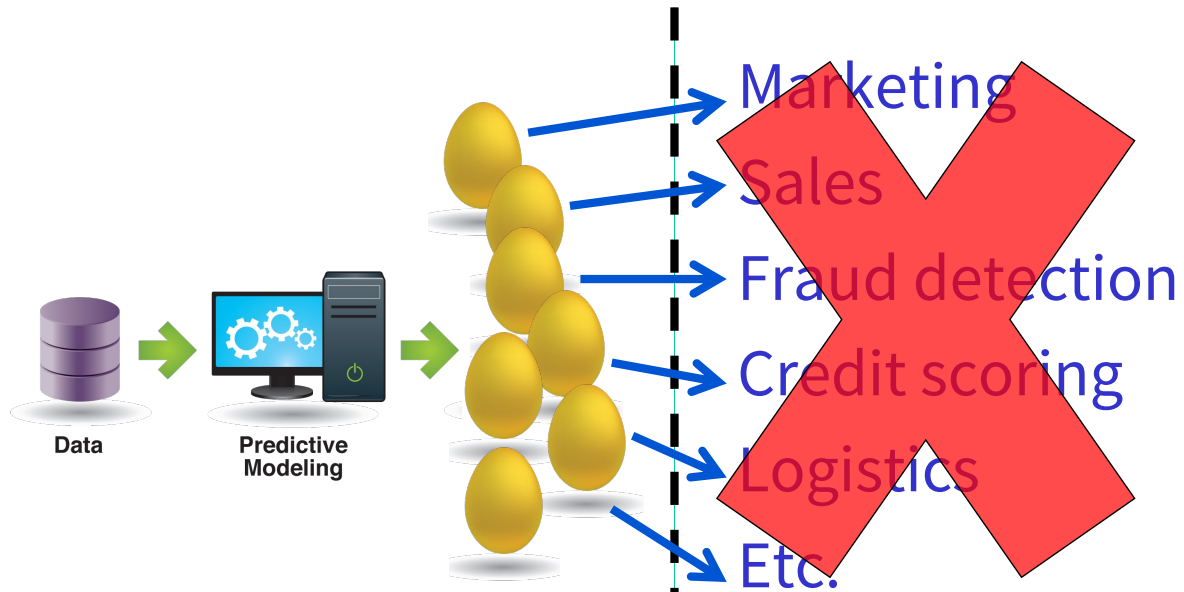 Marketing
Sales
Fraud detection
Credit scoring
Logistics
Etc.
Data
Predictive
Modeling